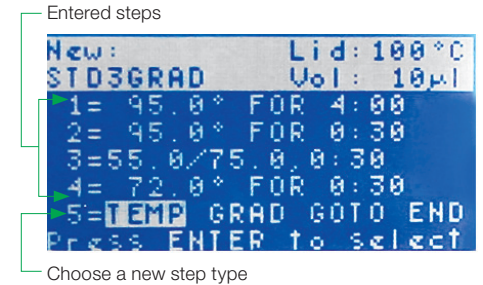 Entered steps
New: Lid:100°C
STD3GRAD Vol: 10µl
1= 95.0° FOR 4:00
2= 95.0° FOR 0:30
3=55.0/75.0,0:30
4= 72.0° FOR 0:30
5=TEMP GRAD GOTO END
Press ENTER to select
Choose a new step type